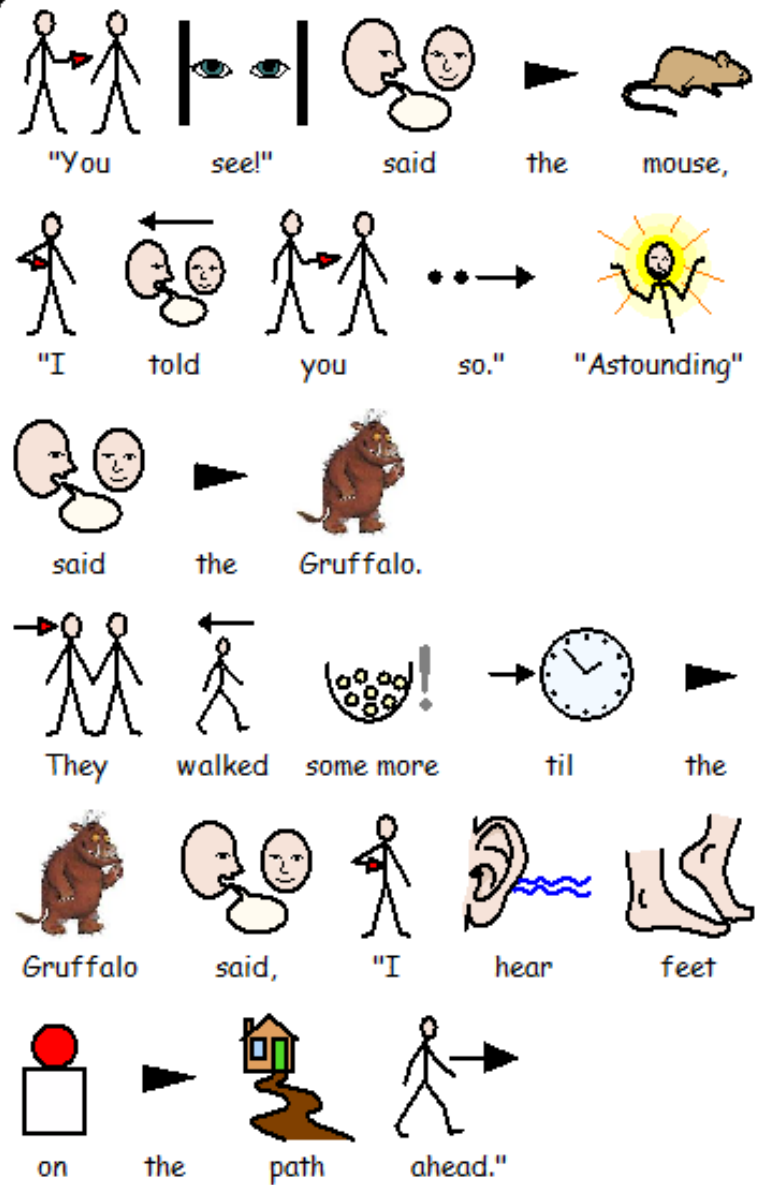 "You see!" said the mouse,
"I told you so." "Astounding"
said the Gruffalo.
They walked some more til the
Gruffalo said, "I hear feet
on the path ahead."